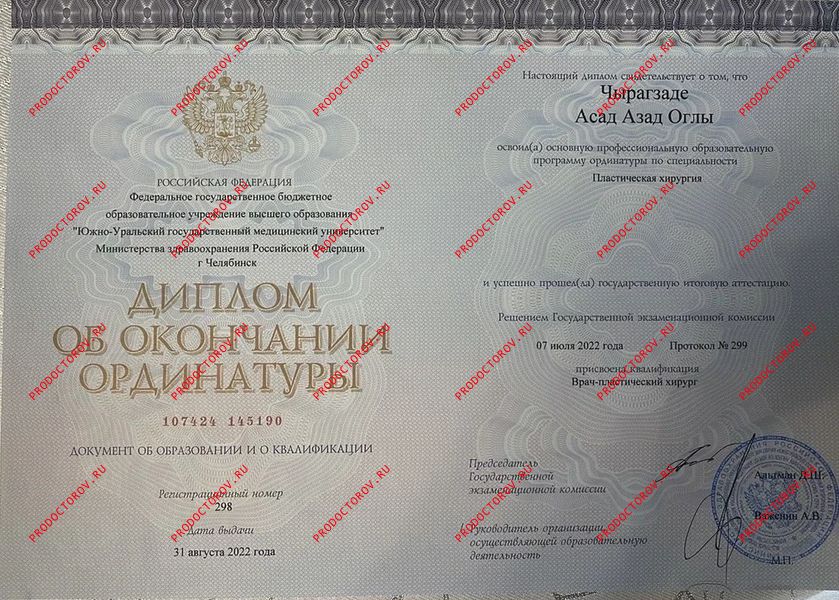 РОССИЙСКАЯ ФЕДЕРАЦИЯ
Федеральное государственное бюджетное
образовательное учреждение высшего образования
"Южно-Уральский государственный медицинский университет"
Министерства здравоохранения Российской Федерации
г Челябинск
ДИПЛОМ
ОБ ОКОНЧАНИИ
ОРДИНАТУРЫ
107424 145190
ДОКУМЕНТ ОБ ОБРАЗОВАНИИ И О КВАЛИФИКАЦИИ
Регистрационный номер
298
Дата выдачи
31 августа 2022 года
Настоящий диплом свидетельствует о том, что
Чырагзаде
Асад Азад Оглы
освоил(а) основную профессиональную образовательную
программу ординатуры по специальности
Пластическая хирургия
и успешно прошел(ла) государственную итоговую аттестацию.
Решением Государственной экзаменационной комиссии
07 июля 2022 года Протокол № 299
присвоена квалификация
Врач-пластический хирург
Председатель
Государственной
экзаменационной комиссии
Альтман Д.Ш.
Руководитель организации,
осуществляющей образовательную
деятельность
Важенин А.В.
М.П.
PRODOCTOROV.RU